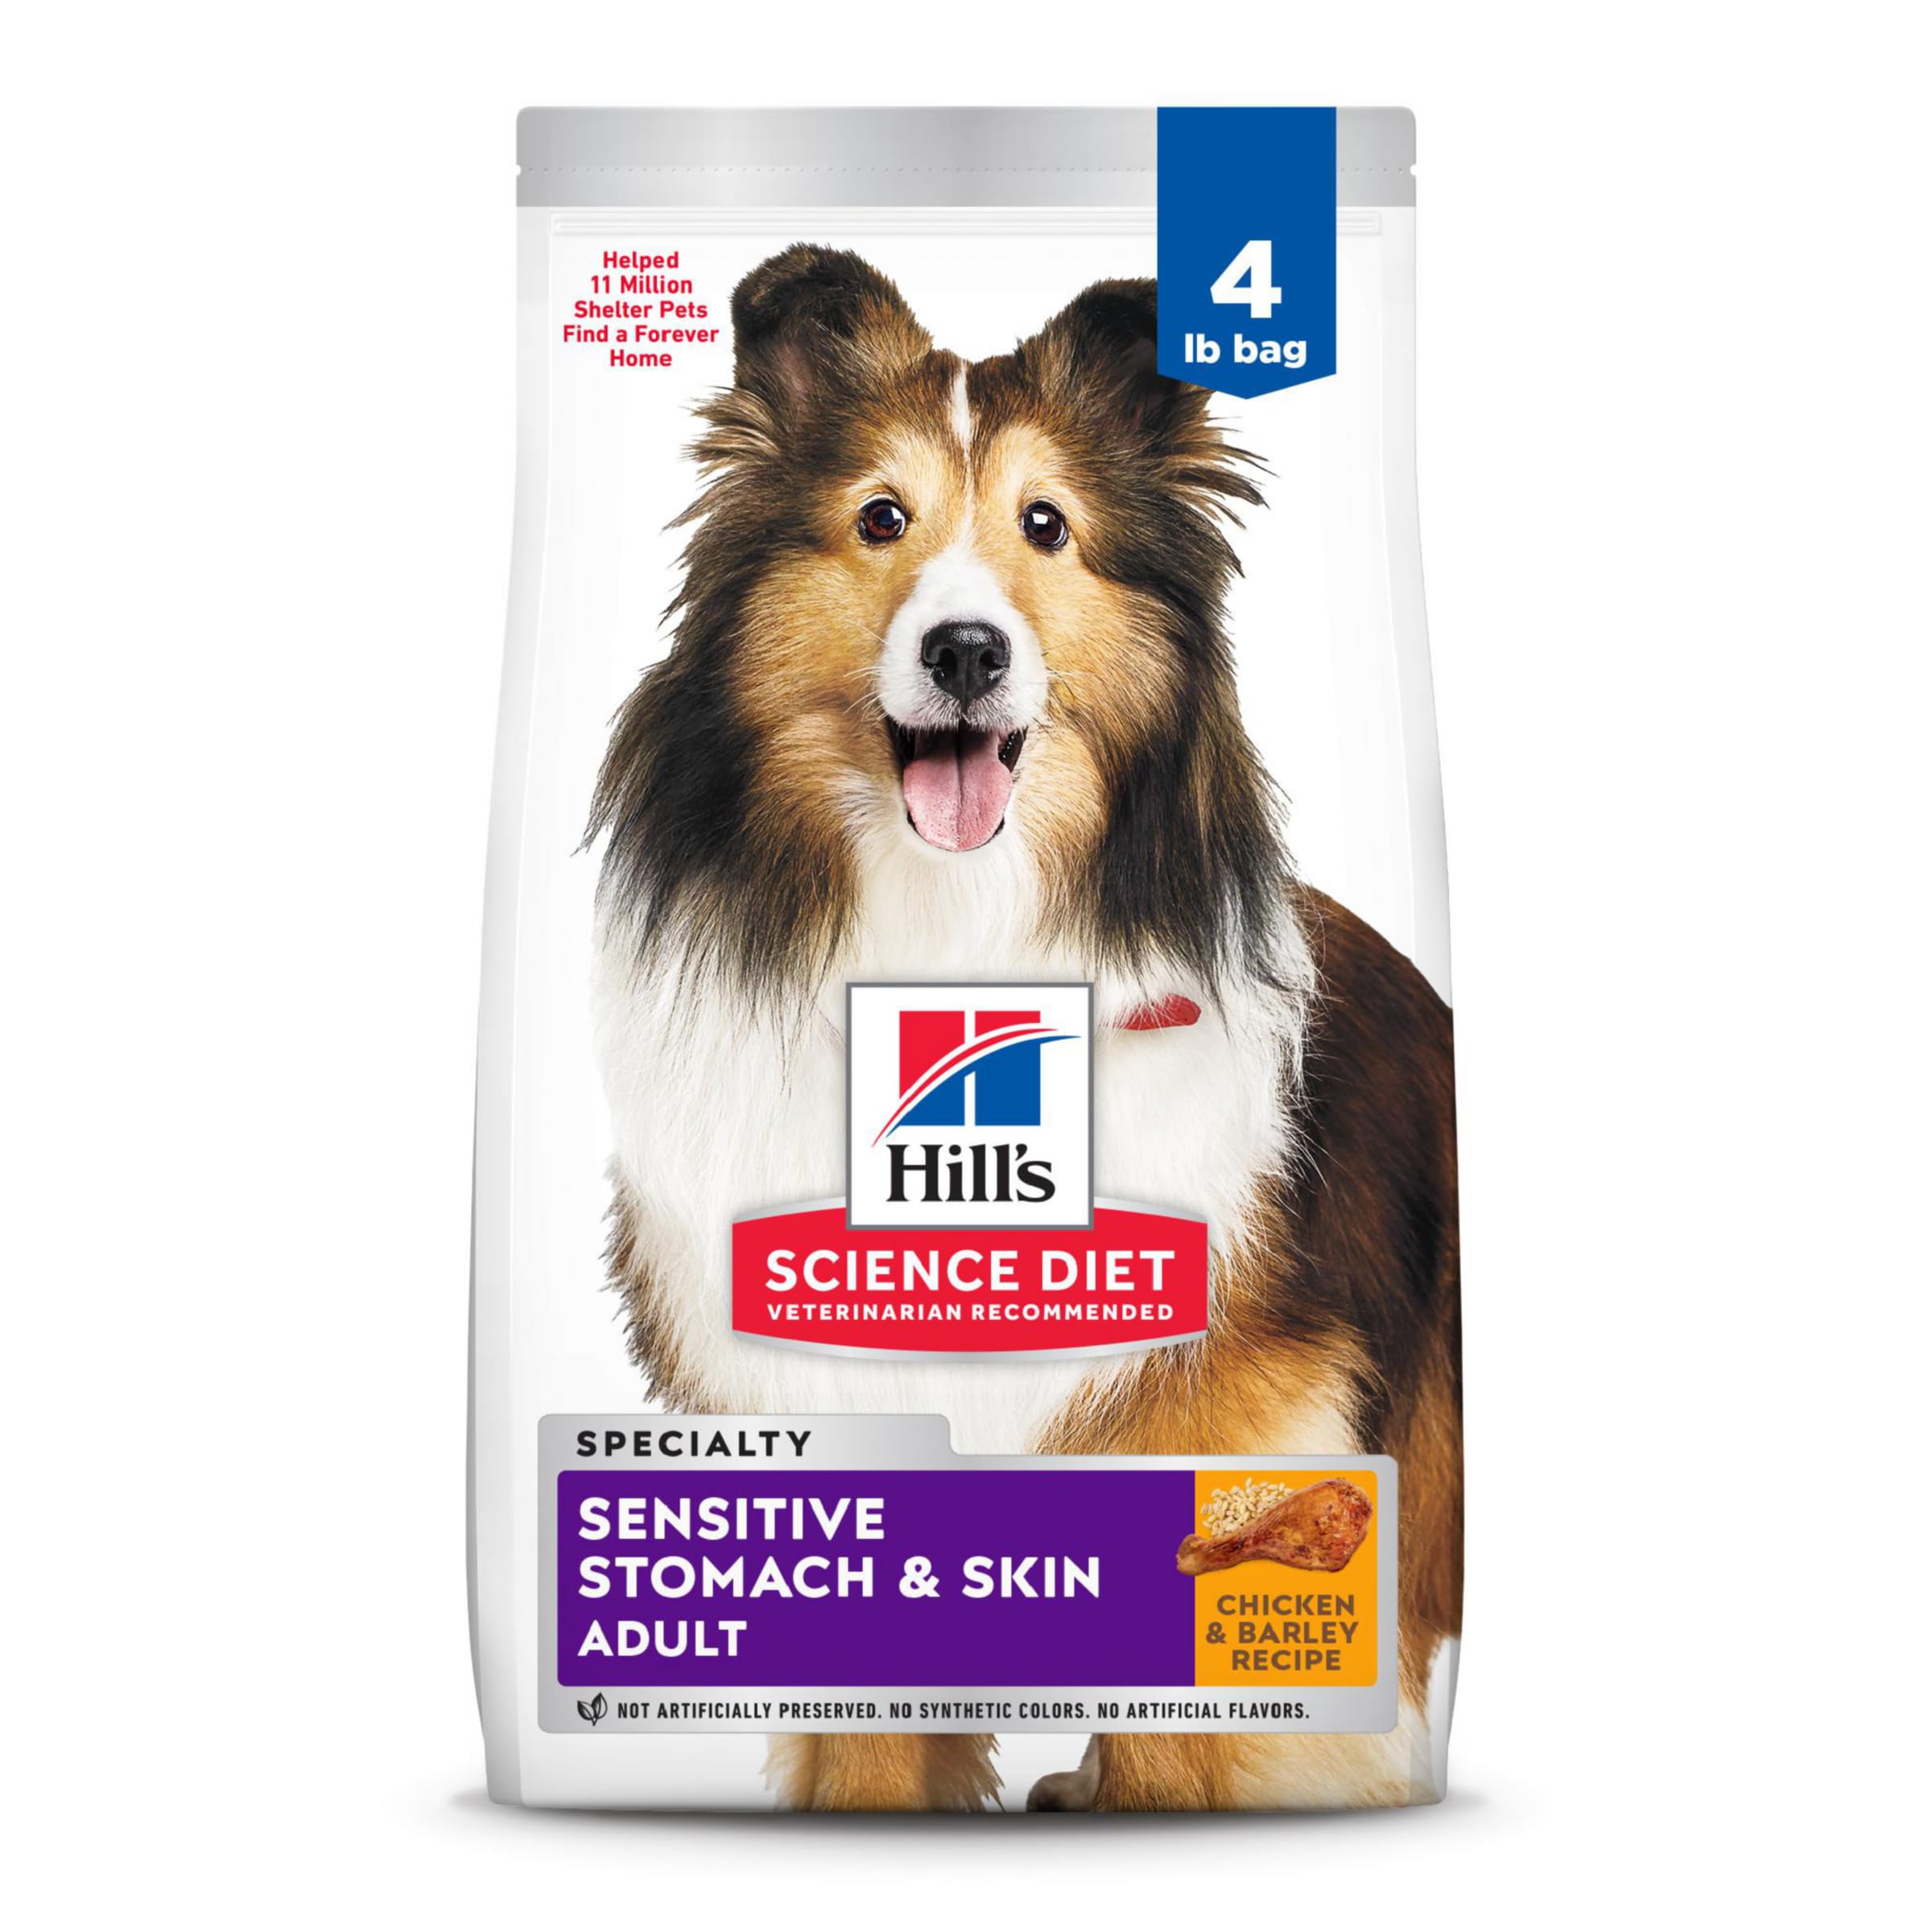 Helped
11 Million
Shelter Pets
Find a Forever
Home
4
lb bag
Hill's
SCIENCE DIET
VETERINARIAN RECOMMENDED
SPECIALTY
SENSITIVE
STOMACH & SKIN
ADULT
CHICKEN
& BARLEY
RECIPE
NOT ARTIFICIALLY PRESERVED. NO SYNTHETIC COLORS. NO ARTIFICIAL FLAVORS.